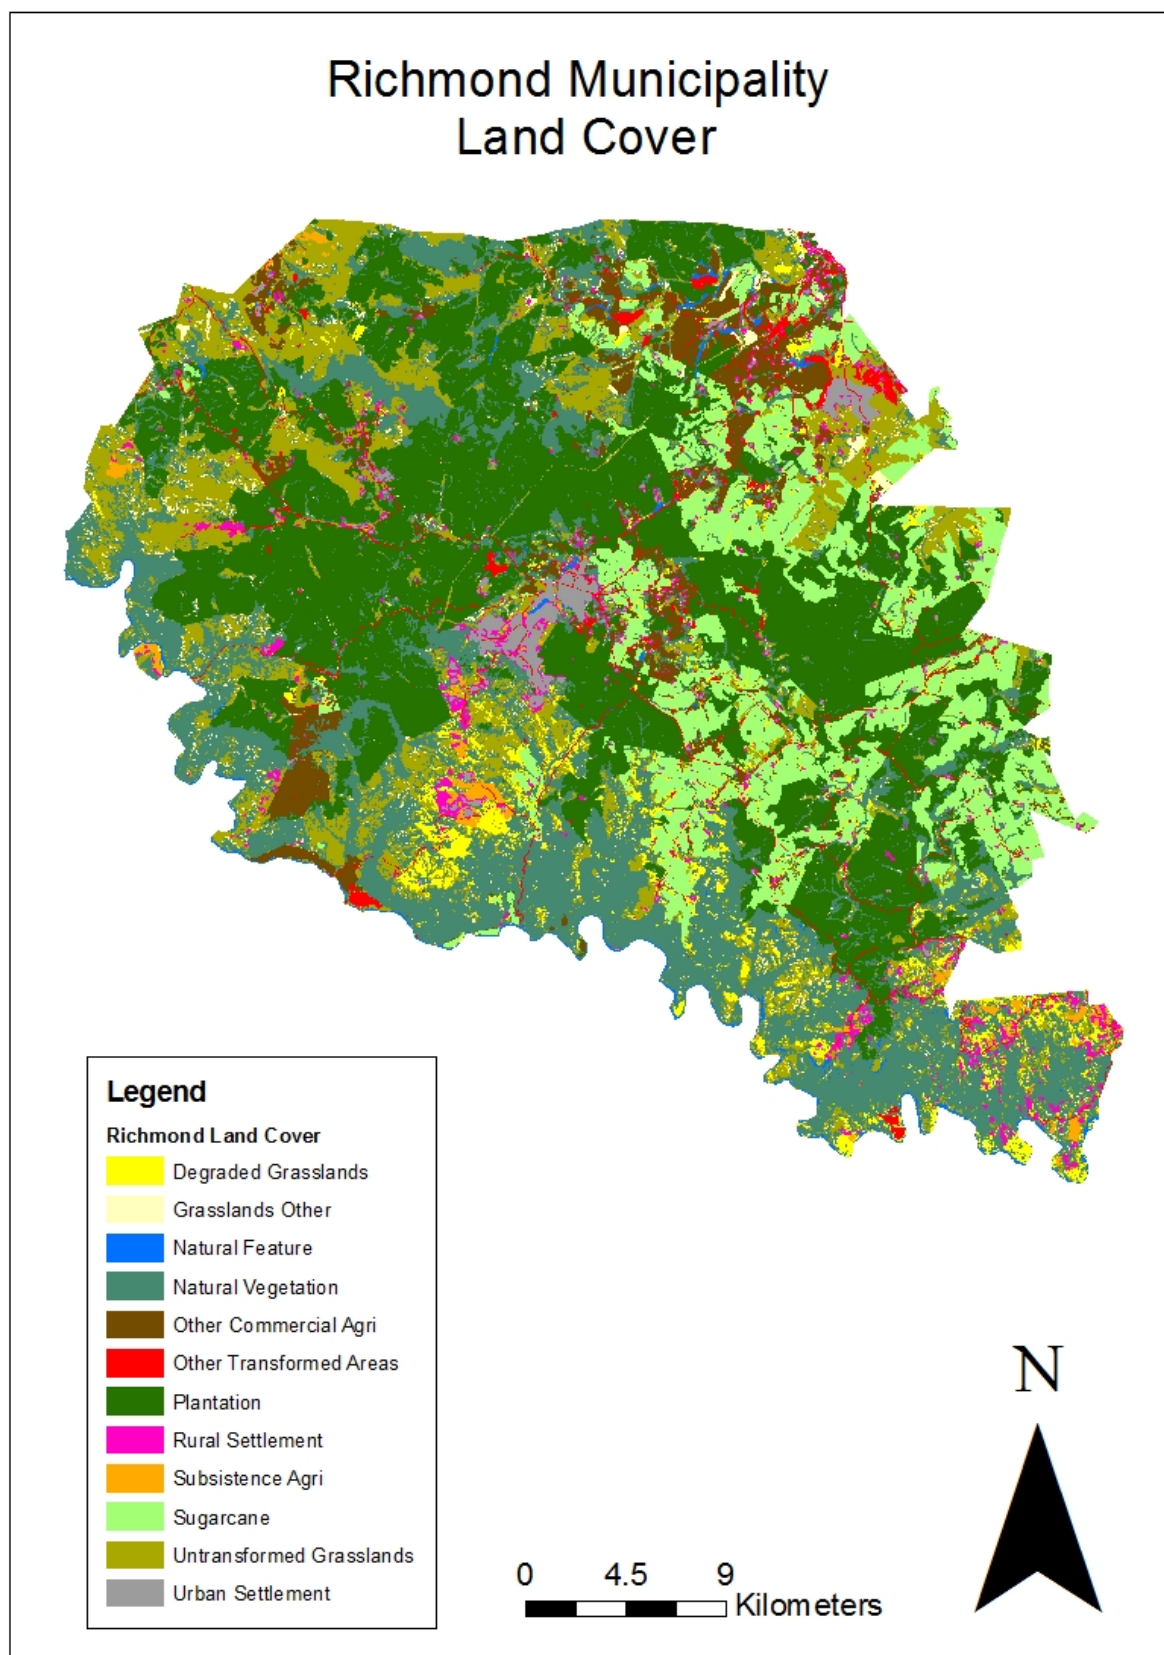 Richmond Municipality
Land Cover
Legend
Richmond Land Cover
Degraded Grasslands
Grasslands Other
Natural Feature
Natural Vegetation
Other Commercial Agri
Other Transformed Areas
Plantation
Rural Settlement
Subsistence Agri
Sugarcane
Untransformed Grasslands
Urban Settlement
N
0 4.5 9
Kilometers